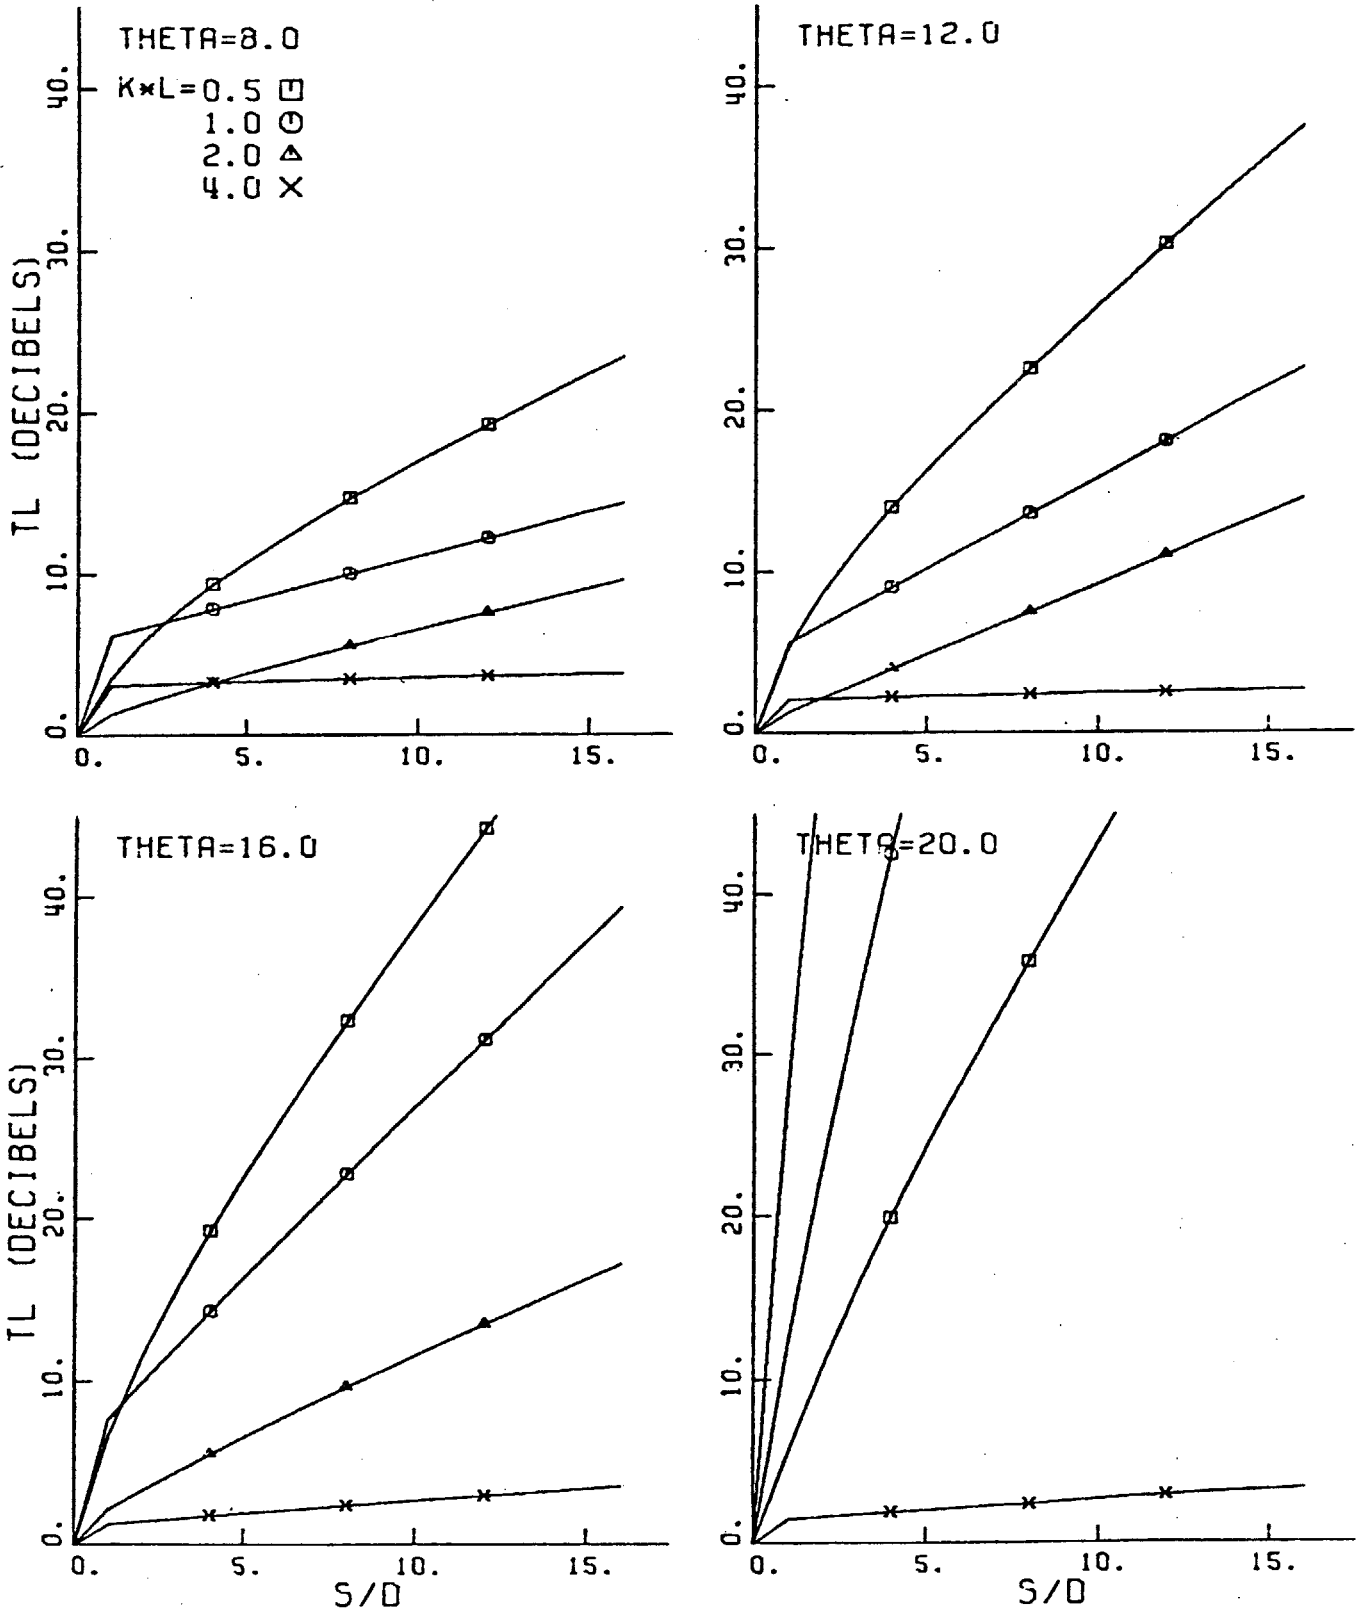 THETA=8.0
K*L=0.5
1.0
2.0
4.0
TL (DECIBELS)
40.
30.
20.
10.
0.
0. 5. 10. 15.
THETA=12.0
40.
30.
20.
10.
0.
0. 5. 10. 15.
THETA=16.0
TL (DECIBELS)
40.
30.
20.
10.
0.
0. 5. 10. 15.
S/D
THETA=20.0
40.
30.
20.
10.
0.
0. 5. 10. 15.
S/D